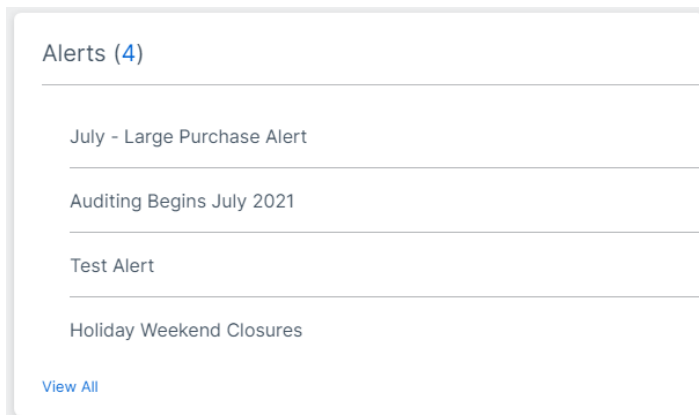 Alerts (4)
July - Large Purchase Alert
Auditing Begins July 2021
Test Alert
Holiday Weekend Closures
View All